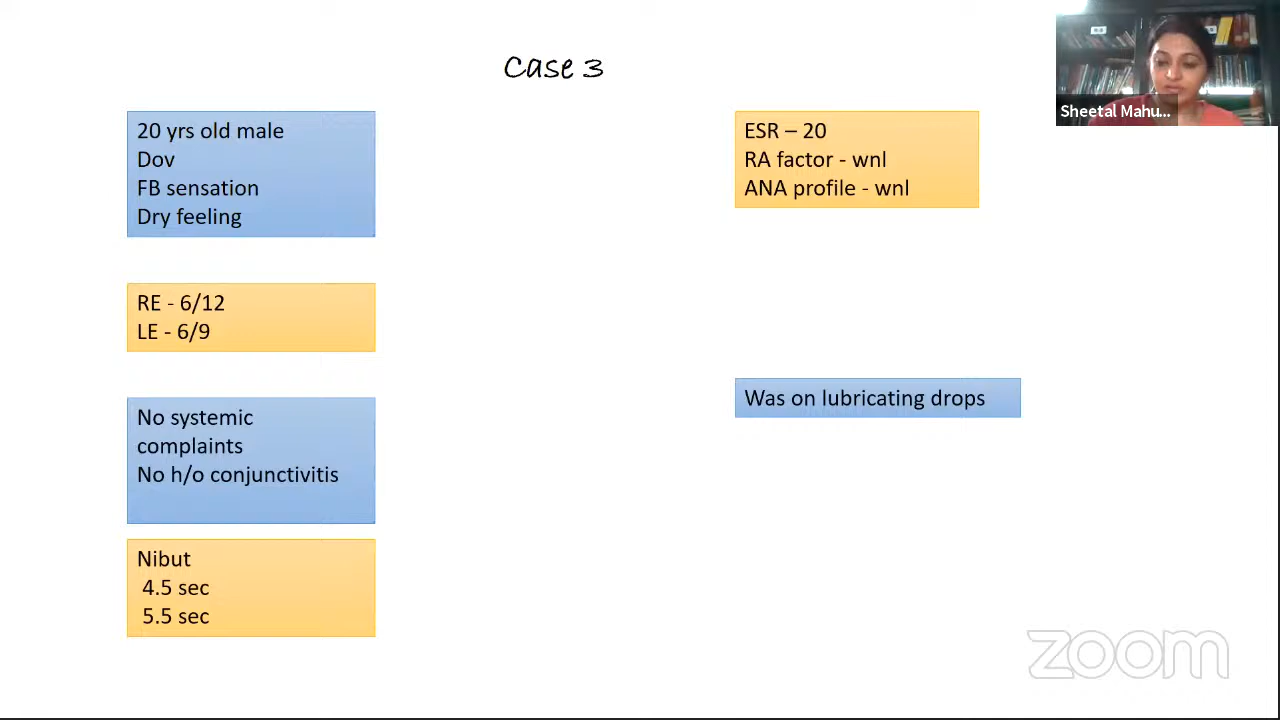 Case 3
20 yrs old male
Dov
FB sensation
Dry feeling
RE - 6/12
LE - 6/9
No systemic
complaints
No h/o conjunctivitis
Nibut
4.5 sec
5.5 sec
ESR – 20
RA factor - wnl
ANA profile - wnl
Was on lubricating drops
Sheetal Mahu...
zoom